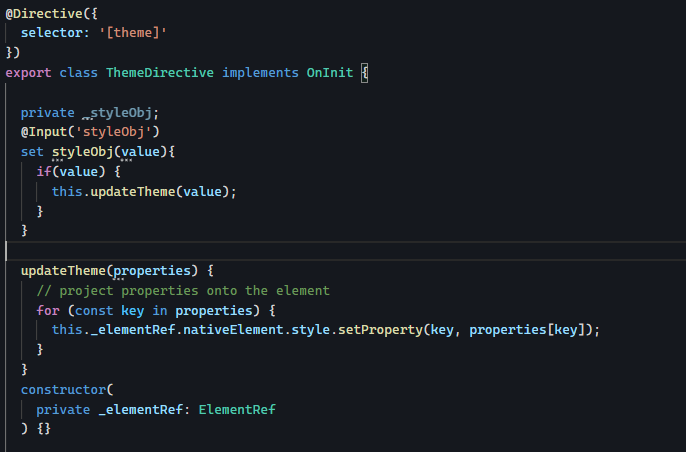 @Directive({
  selector: '[theme]'
})
export class ThemeDirective implements OnInit {
  private _styleObj;
  @Input('styleObj')
  set styleObj(value){
    if(value) {
      this.updateTheme(value);
    }
  }
  updateTheme(properties) {
    // project properties onto the element
    for (const key in properties) {
      this._elementRef.nativeElement.style.setProperty(key, properties[key]);
    }
  }
  constructor(
    private _elementRef: ElementRef
  ) {}